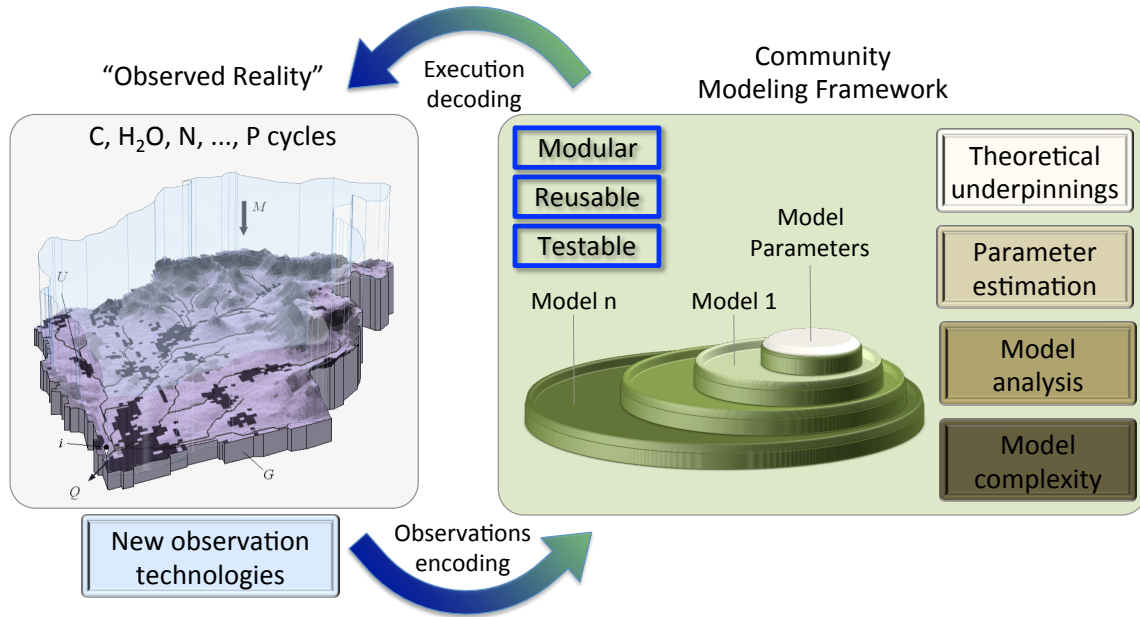 “Observed Reality”
Execution
decoding
Community
Modeling Framework
C, H₂O, N, ..., P cycles
M
U
i
Q
G
Modular
Reusable
Testable
Model
Parameters
Model n
Model 1
Theoretical
underpinnings
Parameter
estimation
Model
analysis
Model
complexity
New observation
technologies
Observations
encoding